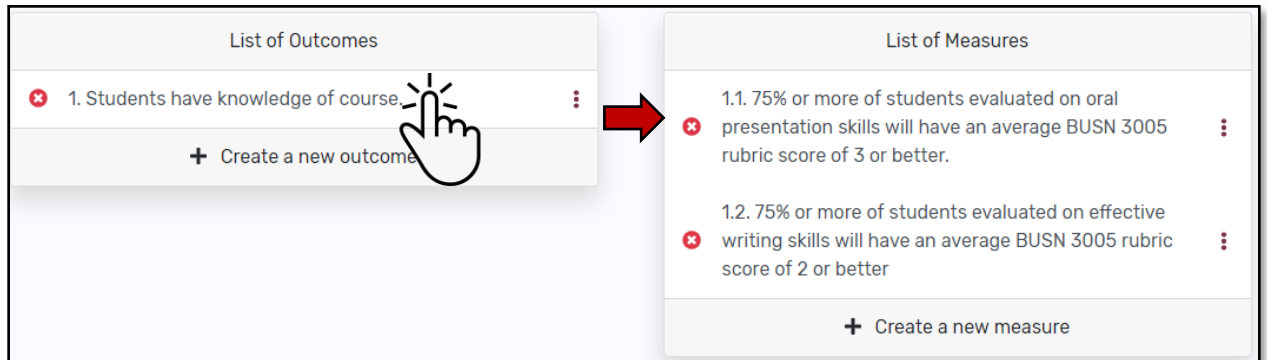 List of Outcomes
1. Students have knowledge of course.
+ Create a new outcome
List of Measures
1.1. 75% or more of students evaluated on oral
presentation skills will have an average BUSN 3005
rubric score of 3 or better.
1.2. 75% or more of students evaluated on effective
writing skills will have an average BUSN 3005 rubric
score of 2 or better
+ Create a new measure